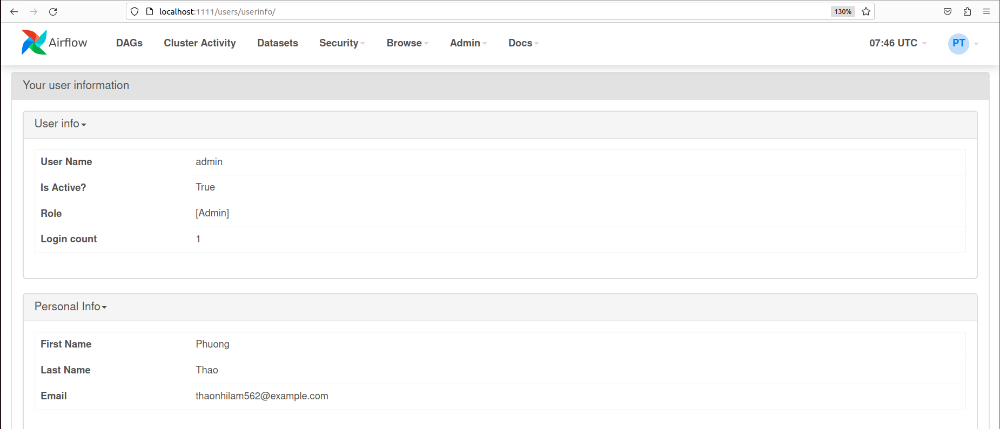 localhost:1111/users/userinfo/ 130%
Airflow DAGs Cluster Activity Datasets Security Browse Admin Docs 07:46 UTC PT
Your user information
User info
User Name admin
Is Active? True
Role [Admin]
Login count 1
Personal Info
First Name Phuong
Last Name Thao
Email thaonhilam562@example.com